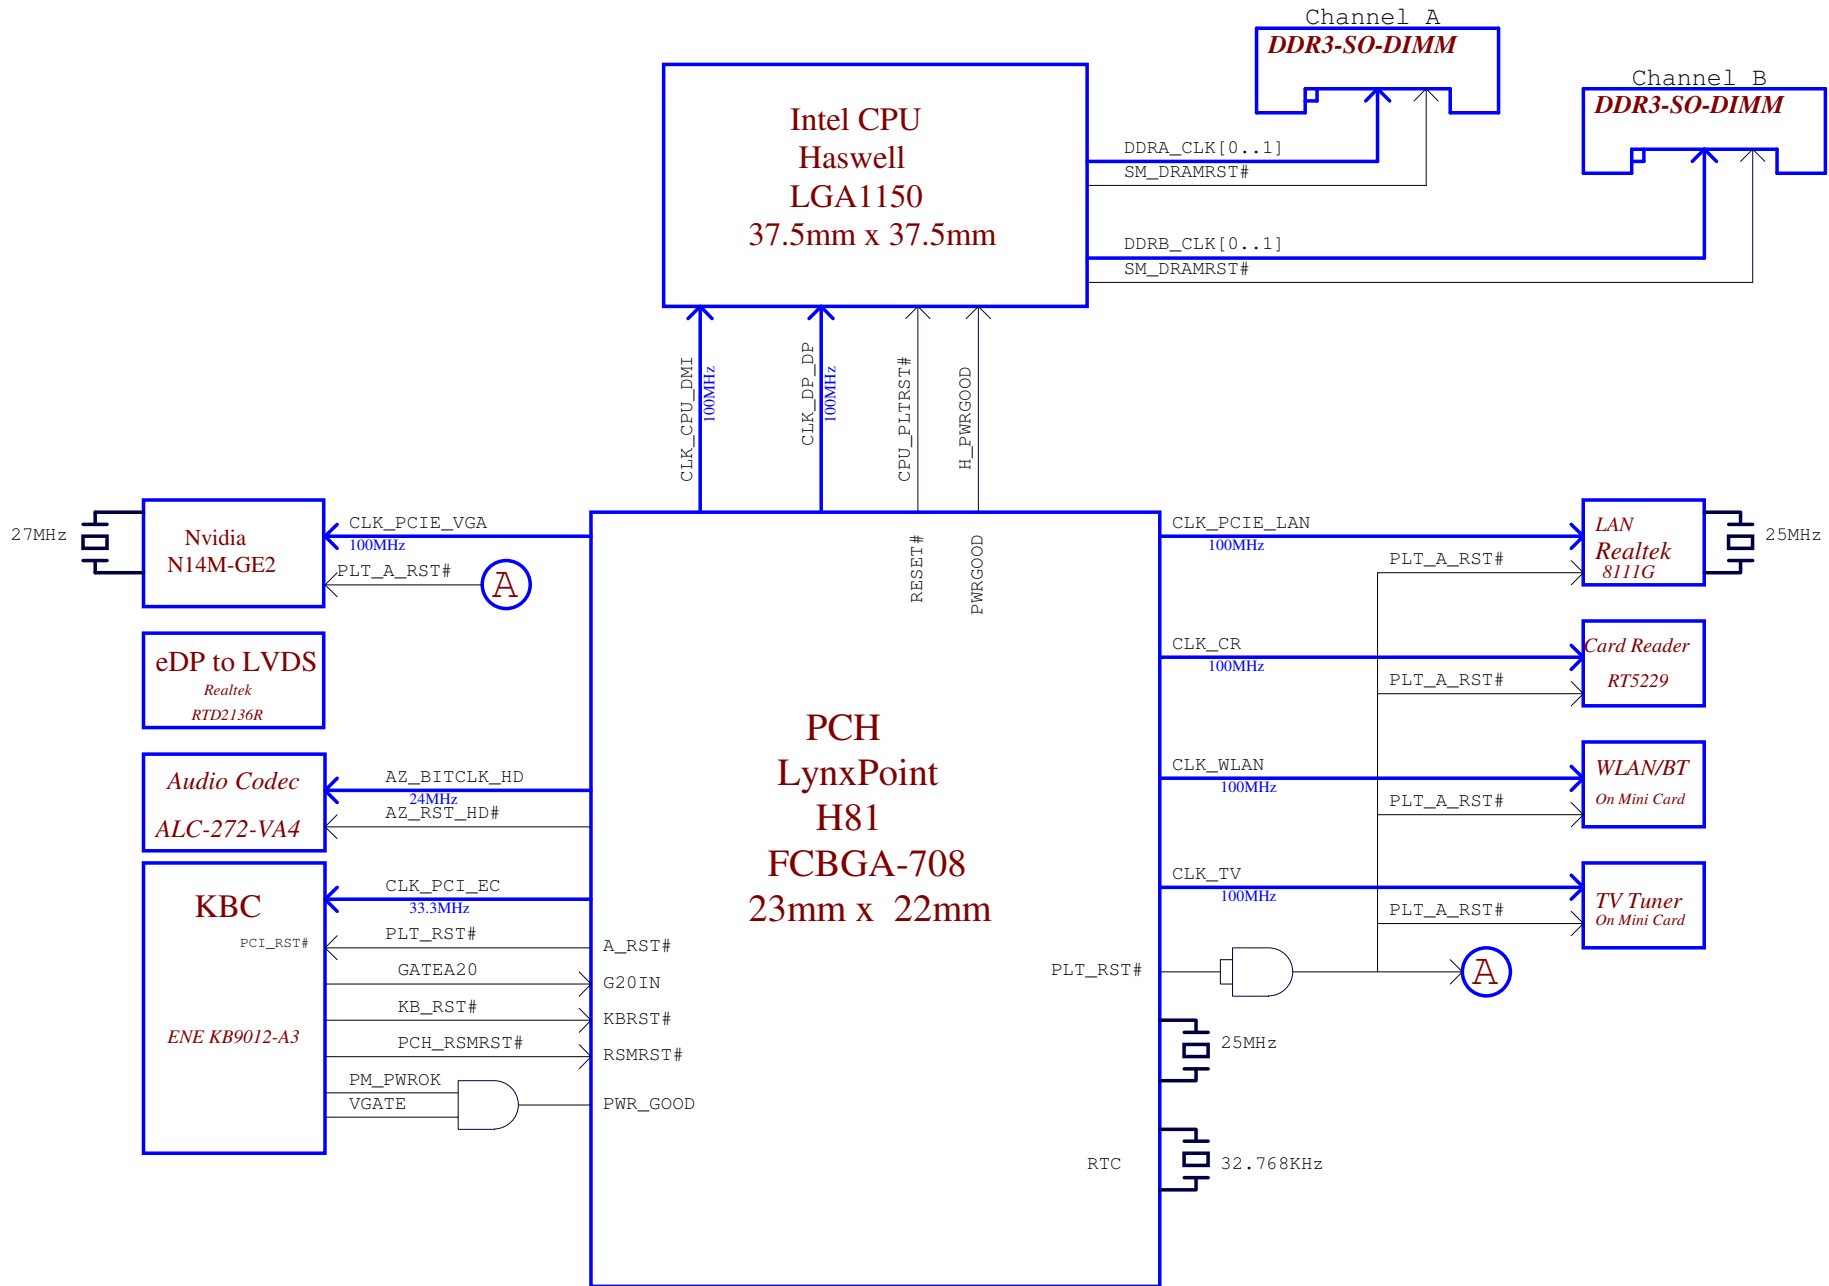 Channel A
DDR3-SO-DIMM
Channel B
DDR3-SO-DIMM
Intel CPU
Haswell
LGA1150
37.5mm x 37.5mm
DDRA_CLK[0..1]
SM_DRAMRST#
DDRB_CLK[0..1]
SM_DRAMRST#
CLK_CPU_DMI
100MHz
CLK_DP_DP
100MHz
CPU_PLTRST#
H_PWRGOOD
RESET#
PWRGOOD
27MHz
Nvidia
N14M-GE2
CLK_PCIE_VGA
100MHz
PLT_A_RST#
A
eDP to LVDS
Realtek
RTD2136R
Audio Codec
ALC-272-VA4
AZ_BITCLK_HD
24MHz
AZ_RST_HD#
KBC
PCI_RST#
ENE KB9012-A3
CLK_PCI_EC
33.3MHz
PLT_RST#
A_RST#
GATEA20
G20IN
KB_RST#
KBRST#
PCH_RSMRST#
RSMRST#
PM_PWROK
VGATE
PWR_GOOD
PCH
LynxPoint
H81
FCBGA-708
23mm x 22mm
CLK_PCIE_LAN
100MHz
PLT_A_RST#
LAN
Realtek
8111G
25MHz
CLK_CR
100MHz
PLT_A_RST#
Card Reader
RT5229
CLK_WLAN
100MHz
PLT_A_RST#
WLAN/BT
On Mini Card
CLK_TV
100MHz
PLT_A_RST#
TV Tuner
On Mini Card
PLT_RST#
A
25MHz
RTC
32.768KHz